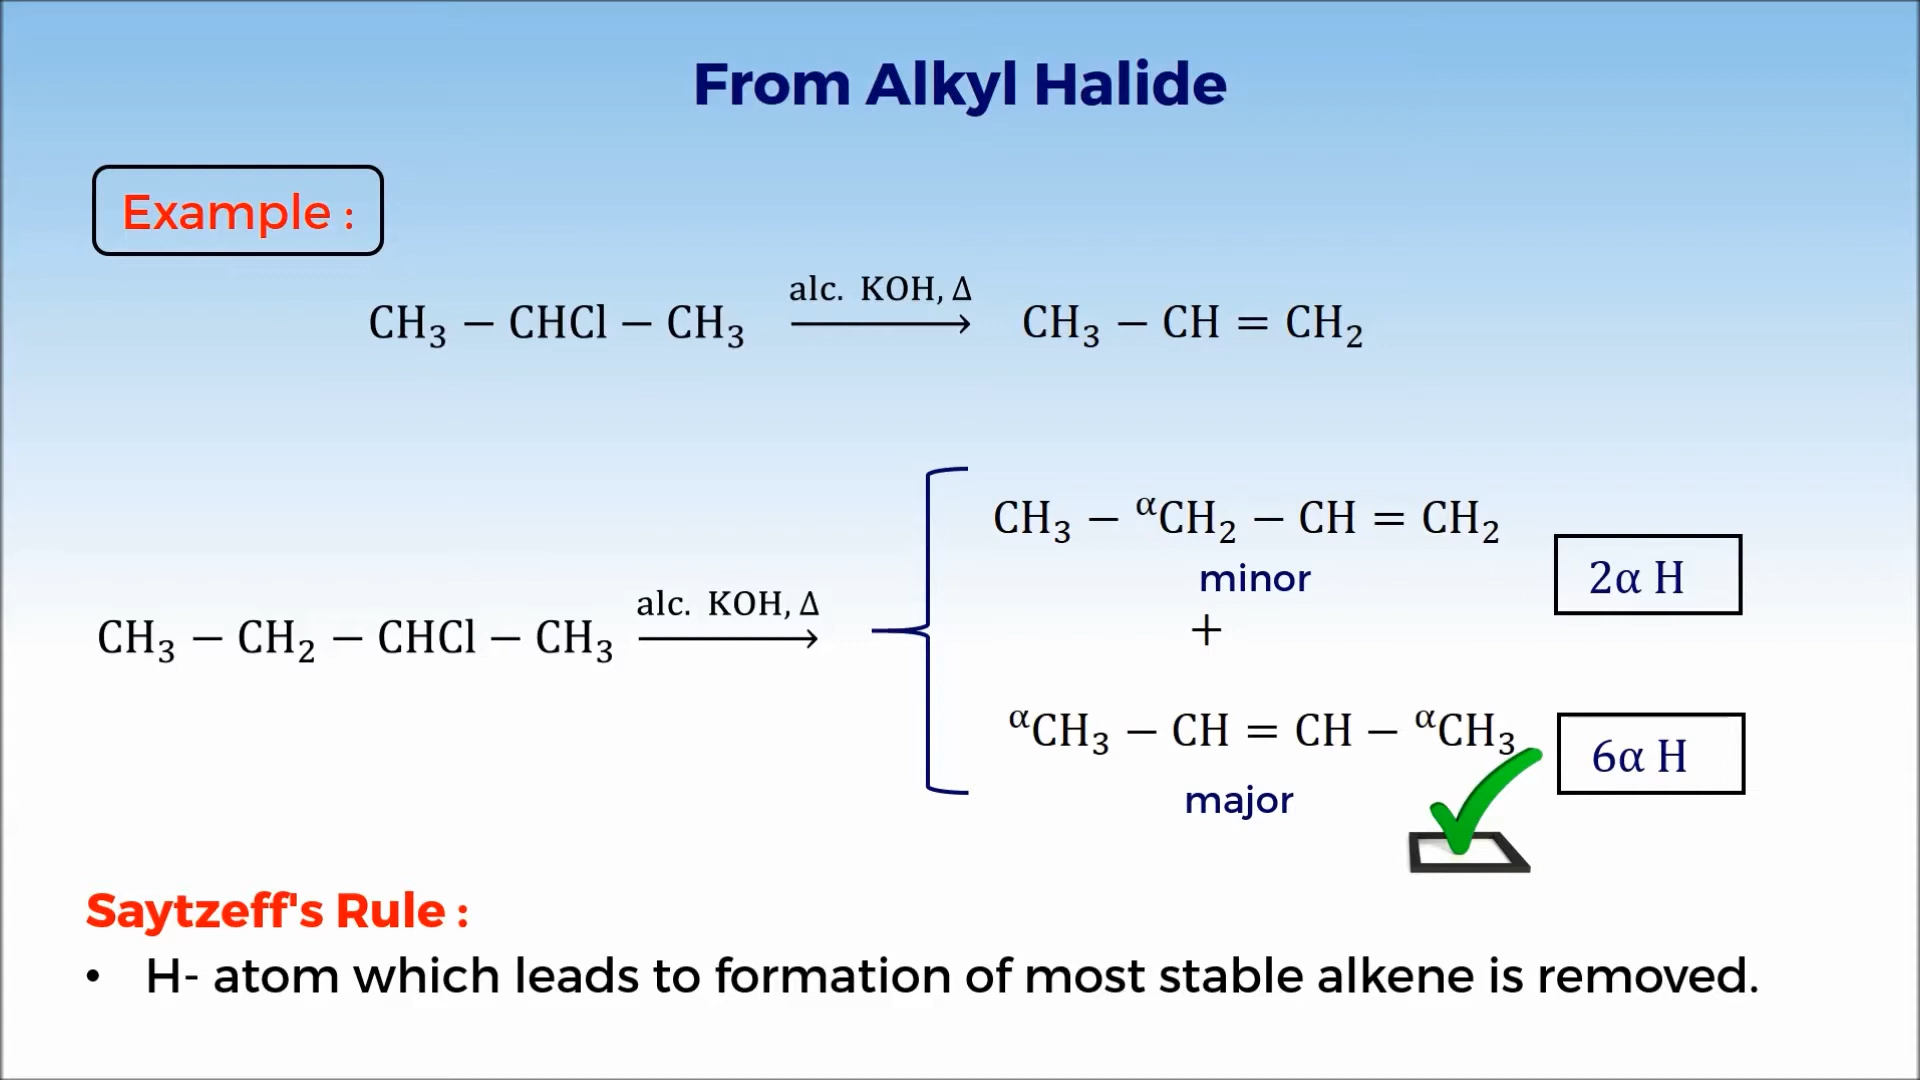 From Alkyl Halide
Example :
CH₃ − CHCl − CH₃ alc. KOH, Δ ⟶ CH₃ − CH = CH₂
CH₃ − CH₂ − CHCl − CH₃ alc. KOH, Δ ⟶
CH₃ − ᵅCH₂ − CH = CH₂
minor
2α H
+
ᵅCH₃ − CH = CH − ᵅCH₃
major
6α H
Saytzeff's Rule :
• H- atom which leads to formation of most stable alkene is removed.